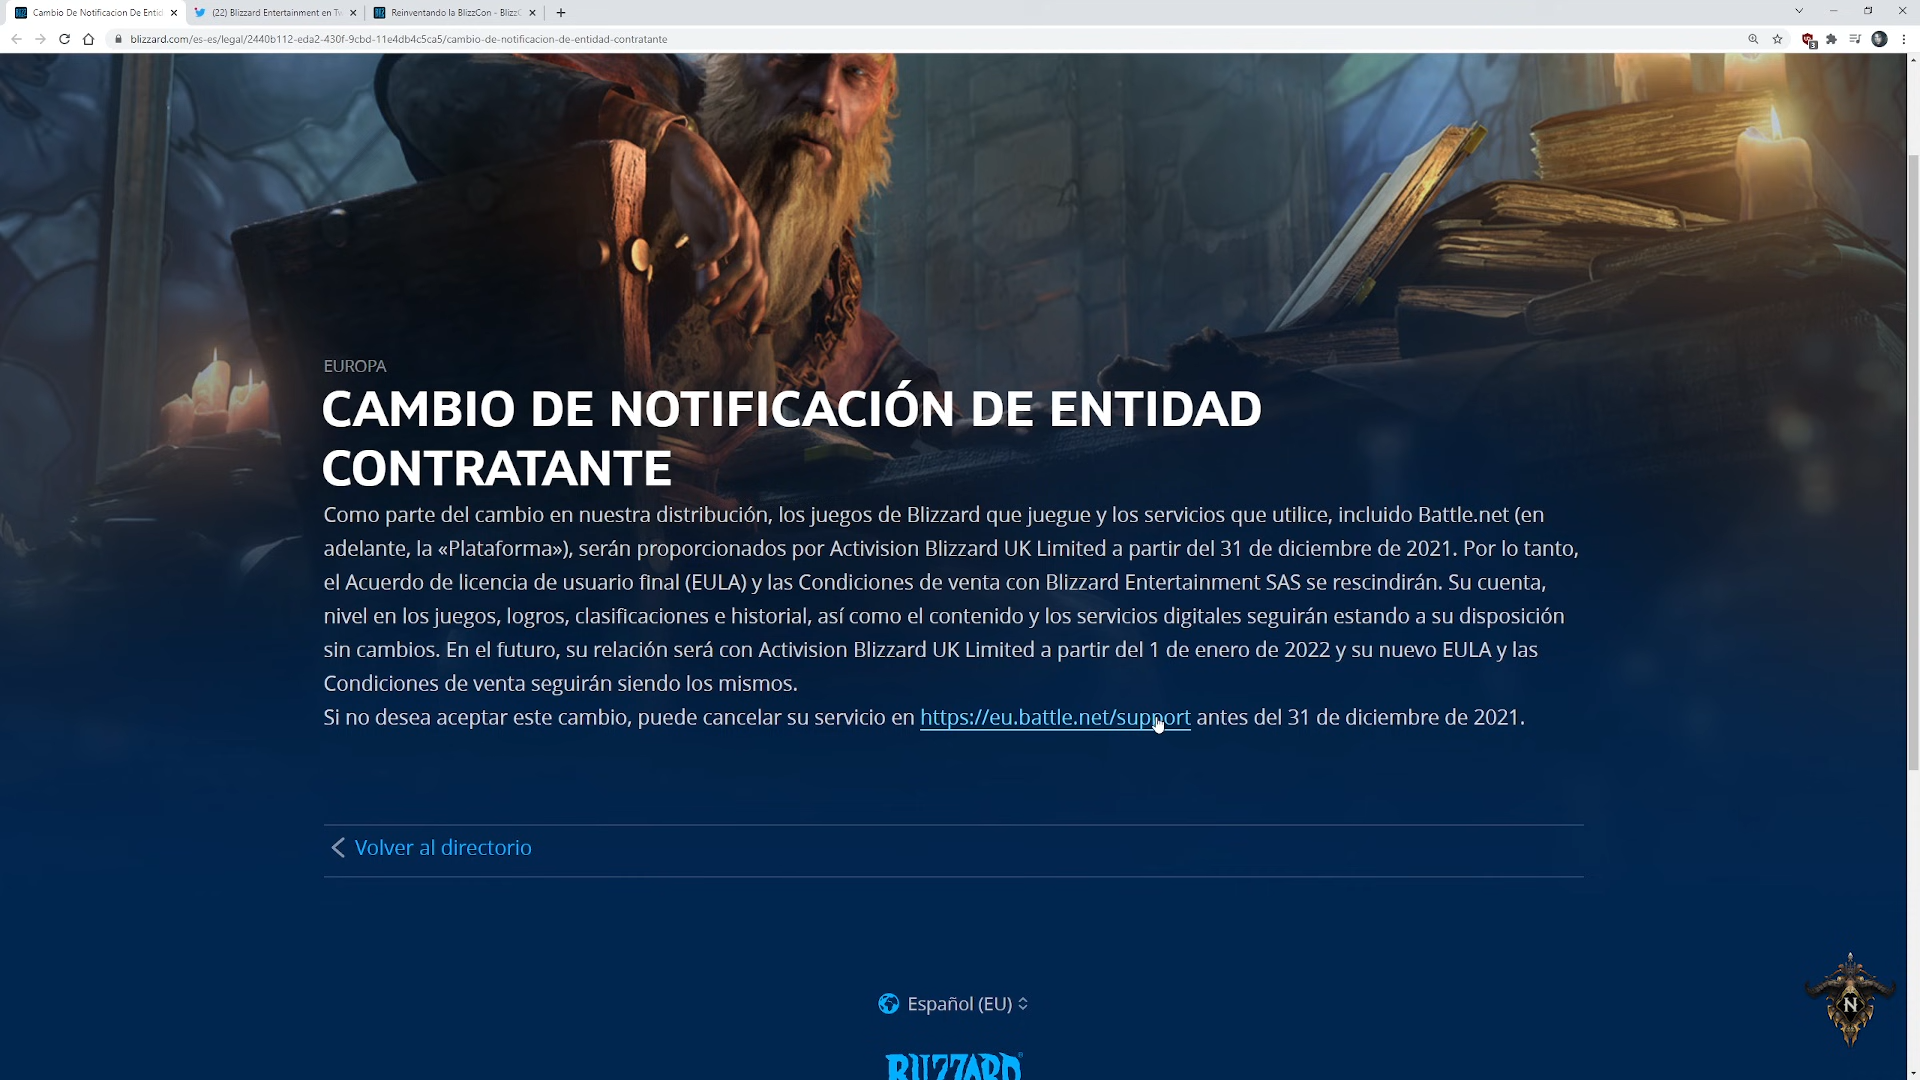 Cambio De Notificacion De Entid
(22) Blizzard Entertainment en Tw
Reinventando la BlizzCon - BlizzC
blizzard.com/es-es/legal/2440b112-eda2-430f-9cbd-11e4db4c5ca5/cambio-de-notificacion-de-entidad-contratante
3
EUROPA
CAMBIO DE NOTIFICACIÓN DE ENTIDAD
CONTRATANTE
Como parte del cambio en nuestra distribución, los juegos de Blizzard que juegue y los servicios que utilice, incluido Battle.net (en
adelante, la «Plataforma»), serán proporcionados por Activision Blizzard UK Limited a partir del 31 de diciembre de 2021. Por lo tanto,
el Acuerdo de licencia de usuario final (EULA) y las Condiciones de venta con Blizzard Entertainment SAS se rescindirán. Su cuenta,
nivel en los juegos, logros, clasificaciones e historial, así como el contenido y los servicios digitales seguirán estando a su disposición
sin cambios. En el futuro, su relación será con Activision Blizzard UK Limited a partir del 1 de enero de 2022 y su nuevo EULA y las
Condiciones de venta seguirán siendo los mismos.
Si no desea aceptar este cambio, puede cancelar su servicio en https://eu.battle.net/support antes del 31 de diciembre de 2021.
Volver al directorio
N
Español (EU)
BLIZZARD